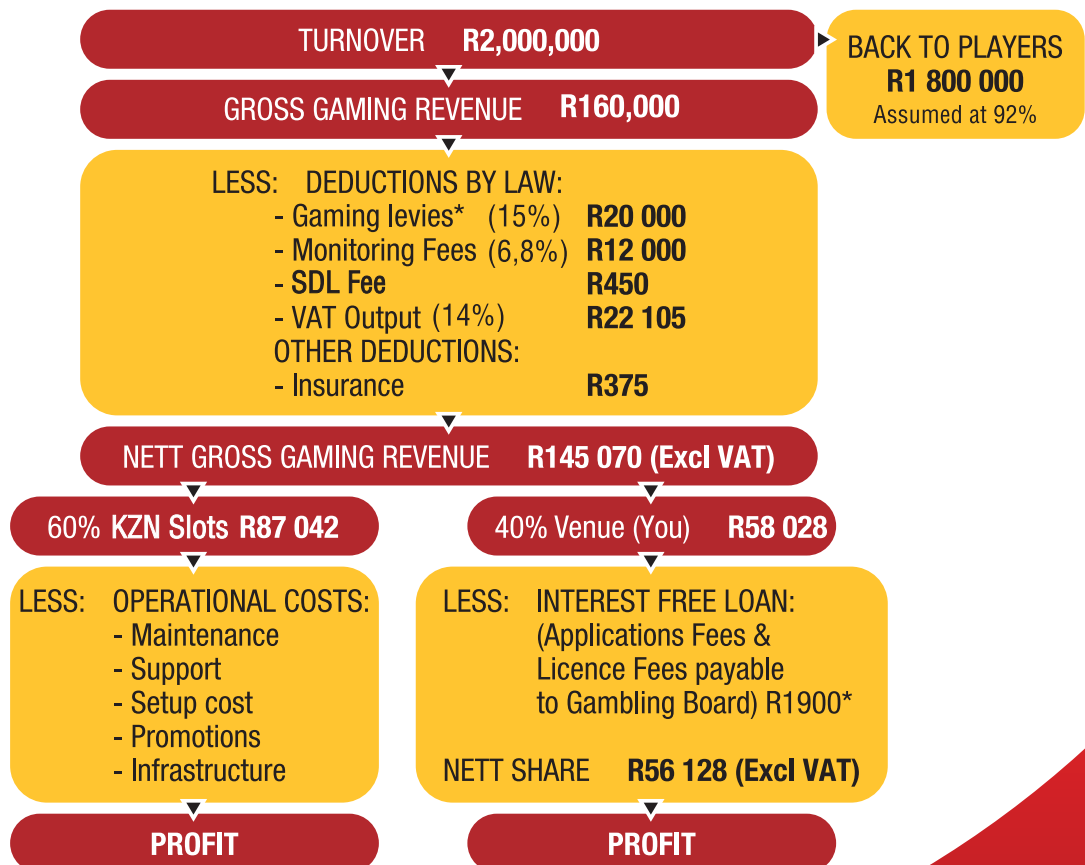 TURNOVER R2,000,000
BACK TO PLAYERS
R1 800 000
Assumed at 92%
GROSS GAMING REVENUE R160,000
LESS: DEDUCTIONS BY LAW:
- Gaming levies* (15%) R20 000
- Monitoring Fees (6,8%) R12 000
- SDL Fee R450
- VAT Output (14%) R22 105
OTHER DEDUCTIONS:
- Insurance R375
NETT GROSS GAMING REVENUE R145 070 (Excl VAT)
60% KZN Slots R87 042
LESS: OPERATIONAL COSTS:
- Maintenance
- Support
- Setup cost
- Promotions
- Infrastructure
PROFIT
40% Venue (You) R58 028
LESS: INTEREST FREE LOAN:
(Applications Fees &
Licence Fees payable
to Gambling Board) R1900*
NETT SHARE R56 128 (Excl VAT)
PROFIT